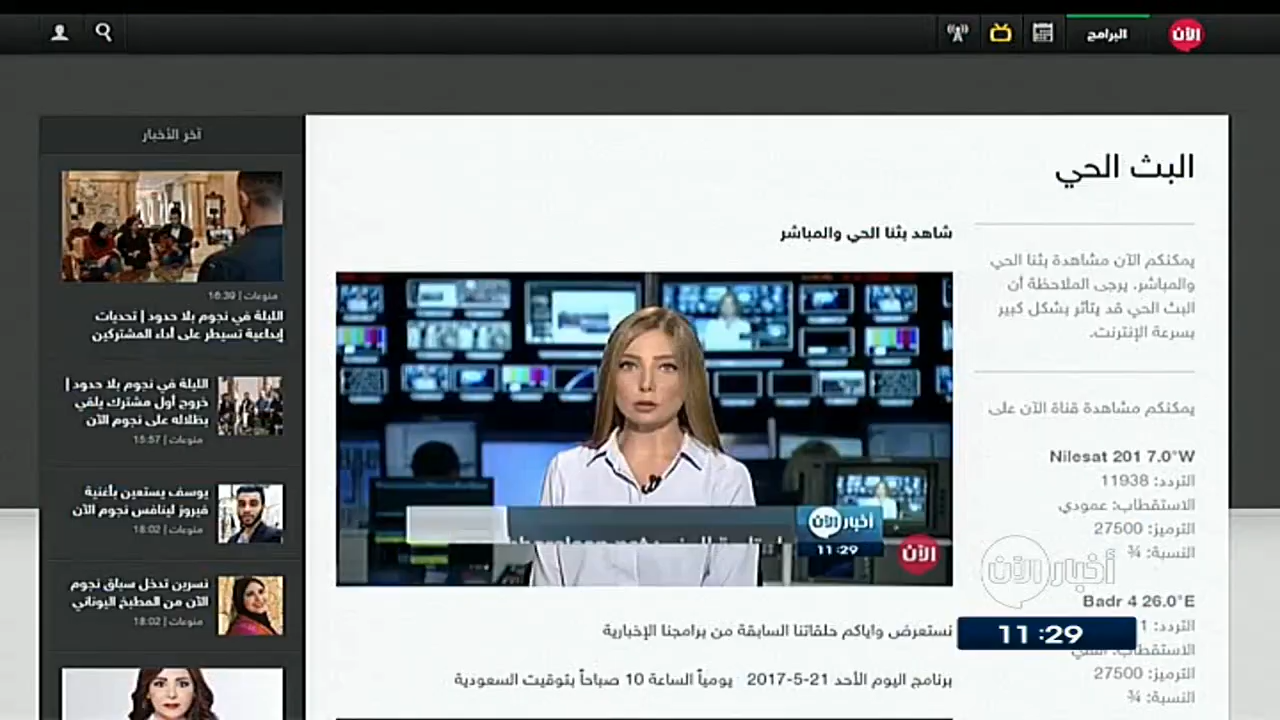 الآن
البرامج
البث الحي
يمكنكم الآن مشاهدة بثنا الحي
والمباشر. يرجى الملاحظة أن
البث الحي قد يتأثر بشكل كبير
بسرعة الإنترنت.
يمكنكم مشاهدة قناة الآن على
Nilesat 201 7.0°W
التردد: 11938
الاستقطاب: عمودي
الترميز: 27500
النسبة: ¾
Badr 4 26.0°E
التردد: 1
الاستقطاب:
الترميز: 27500
النسبة: ¾
أخبار الآن
11:29
شاهد بثنا الحي والمباشر
أخبار الآن
11:29
الآن
نستعرض واياكم حلقاتنا السابقة من برامجنا الإخبارية
برنامج اليوم الأحد 21-5-2017 يومياً الساعة 10 صباحاً بتوقيت السعودية
آخر الأخبار
منوعات | 16:39
الليلة في نجوم بلا حدود | تحديات
إبداعية تسيطر على أداء المشتركين
الليلة في نجوم بلا حدود |
خروج أول مشترك يلقي
بظلاله على نجوم الآن
منوعات | 15:57
يوسف يستعين بأغنية
فيروز لينافس نجوم الآن
منوعات | 18:02
نسرين تدخل سباق نجوم
الآن من المطبخ اليوناني
منوعات | 18:02